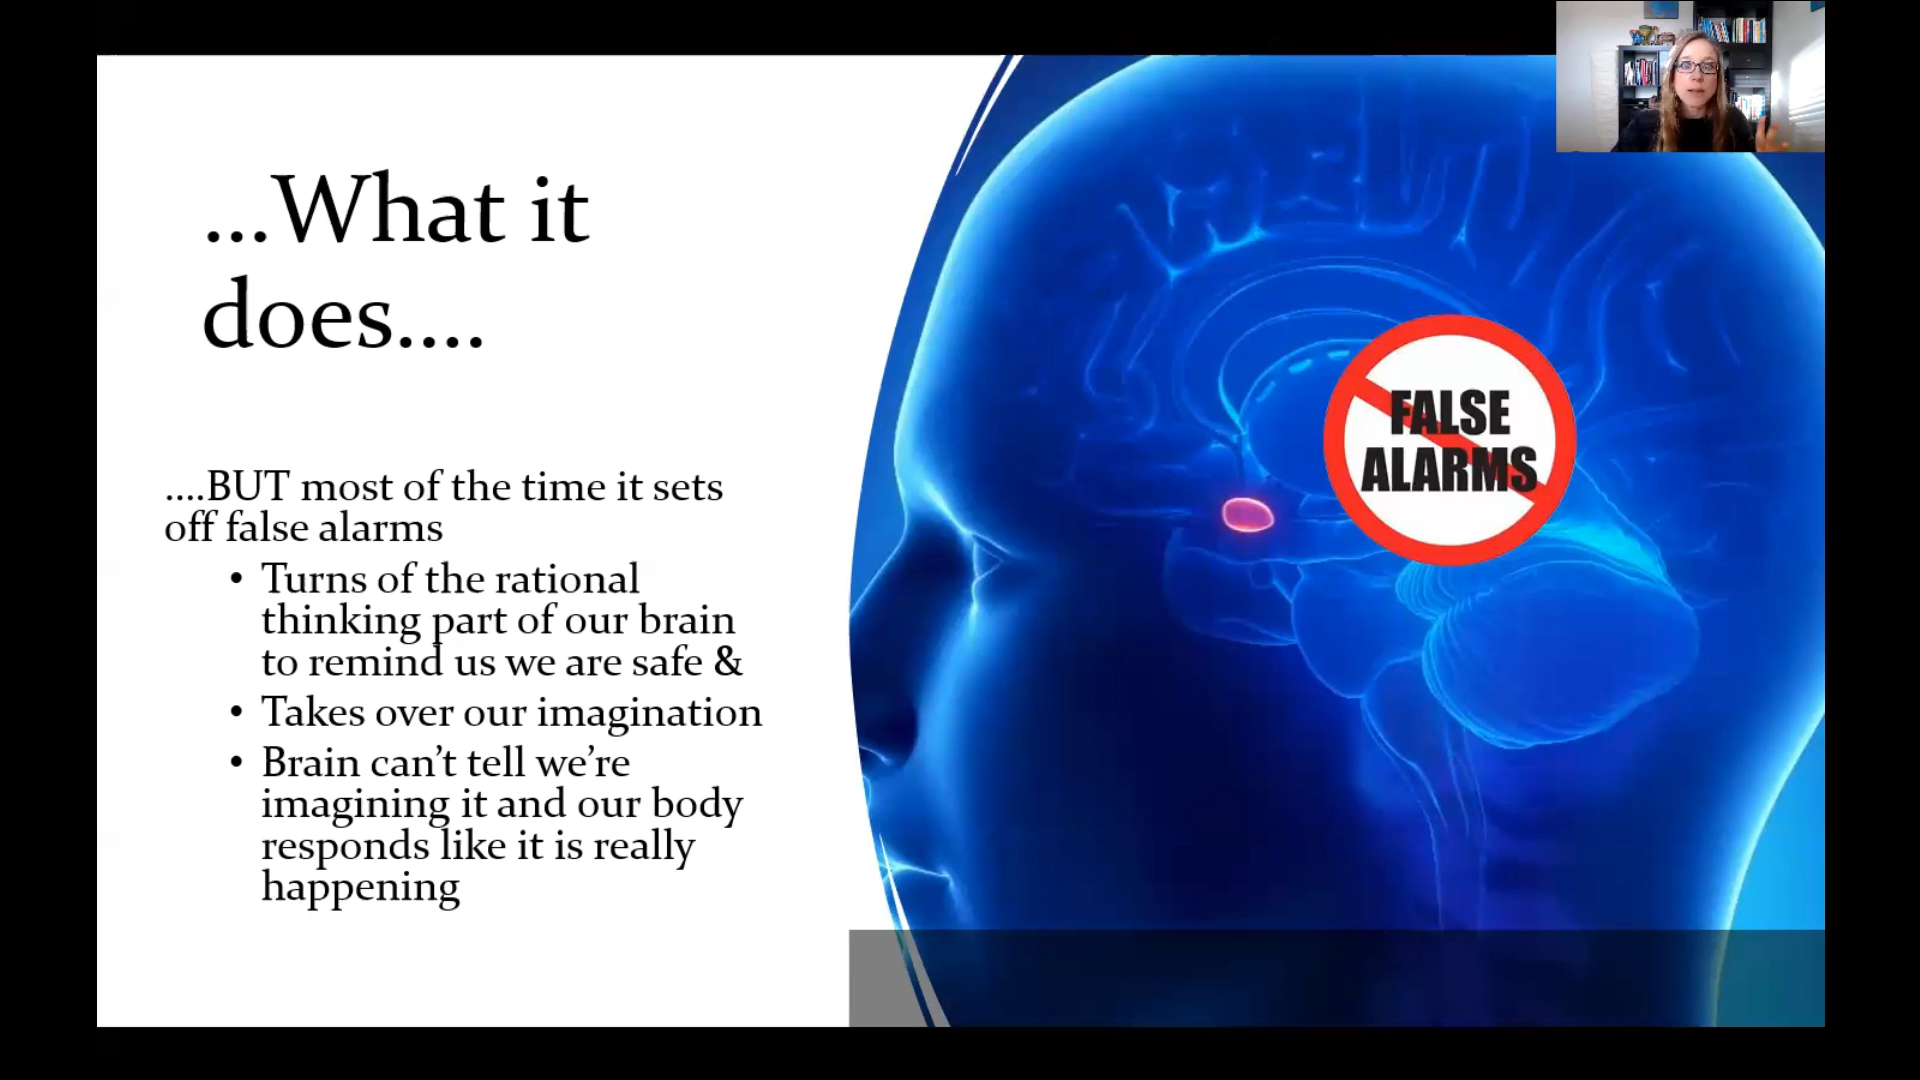 ...What it
does....
....BUT most of the time it sets
off false alarms
• Turns of the rational
thinking part of our brain
to remind us we are safe &
• Takes over our imagination
• Brain can't tell we're
imagining it and our body
responds like it is really
happening
FALSE
ALARMS